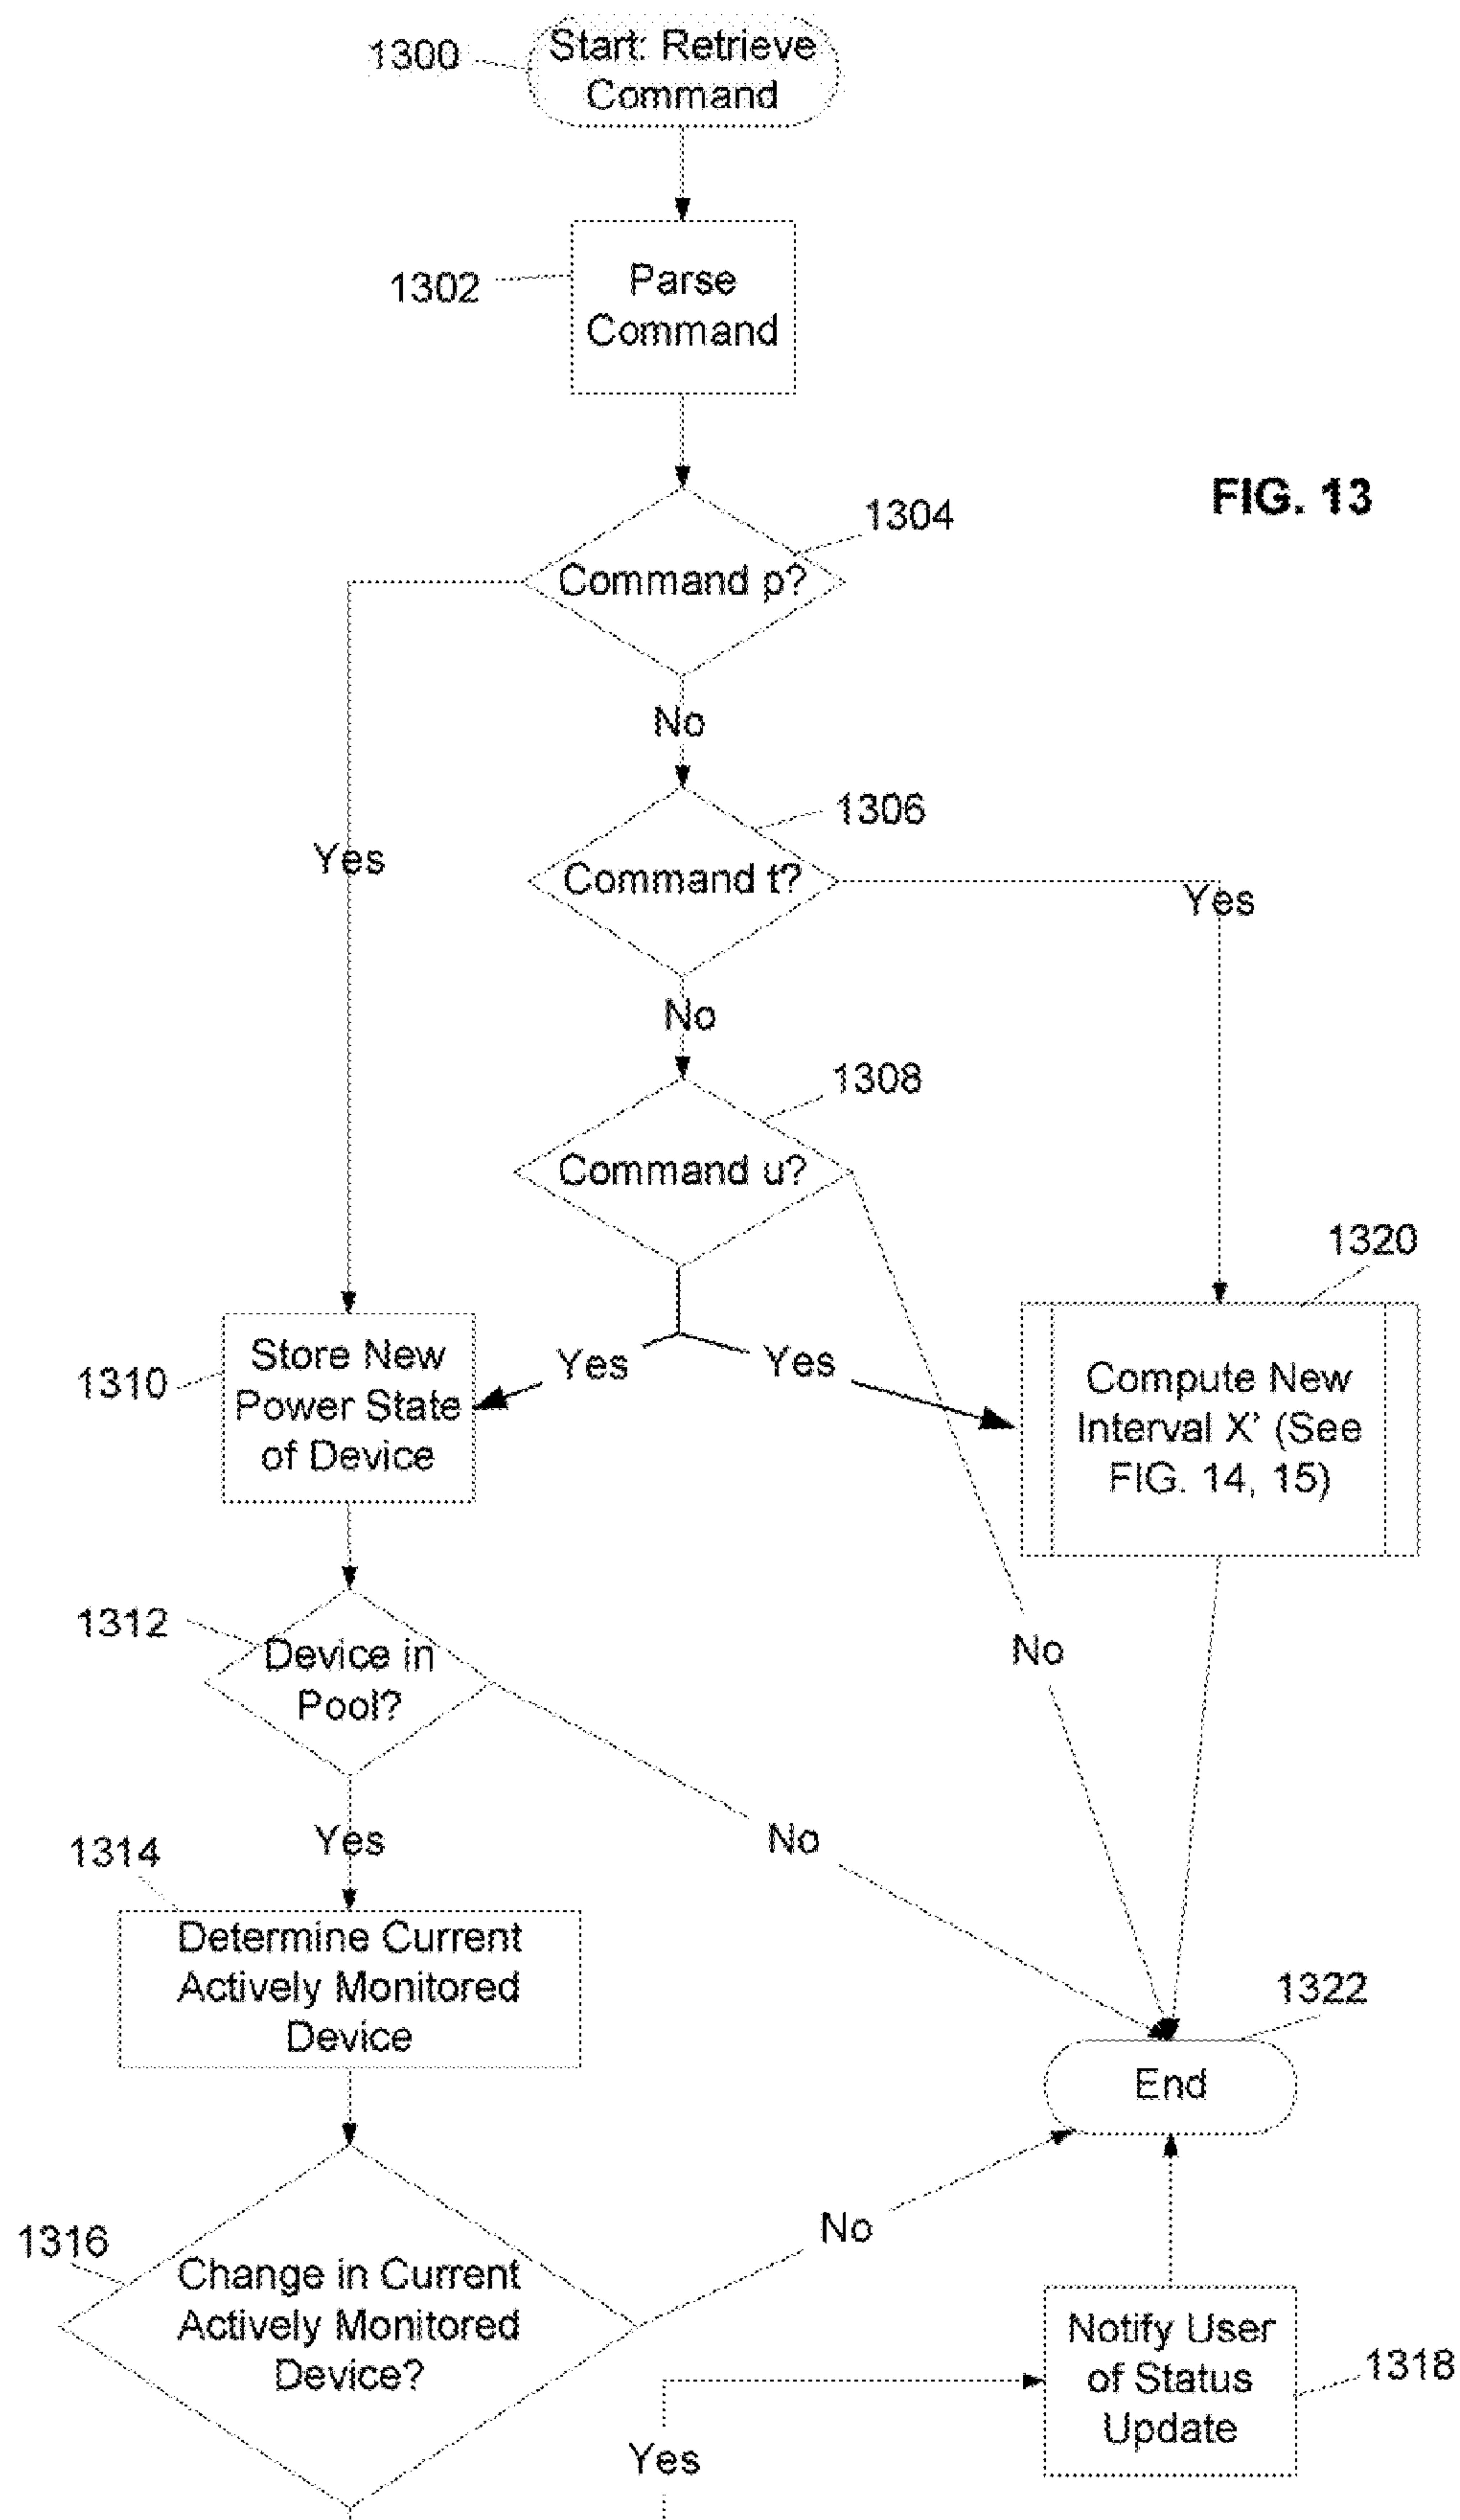 1300
Start: Retrieve
Command
1302
Parse
Command
FIG. 13
1304
Command p?
No
1306
Command t?
Yes
Yes
No
1308
Command u?
1320
Yes
Yes
1310
Store New
Power State
of Device
Compute New
Interval X' (See
FIG. 14, 15)
1312
Device in
Pool?
No
No
Yes
1314
Determine Current
Actively Monitored
Device
1322
End
1316
Change in Current
Actively Monitored
Device?
No
Notify User
of Status
Update
1318
Yes